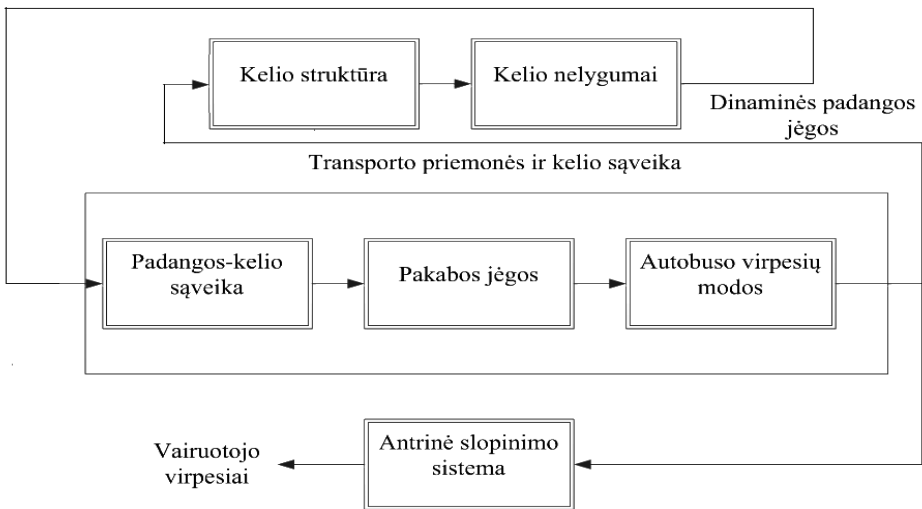 Kelio struktūra
Kelio nelygumai
Dinaminės padangos
jėgos
Transporto priemonės ir kelio sąveika
Padangos-kelio
sąveika
Pakabos jėgos
Autobuso virpesių
modos
Vairuotojo
virpesiai
Antrinė slopinimo
sistema